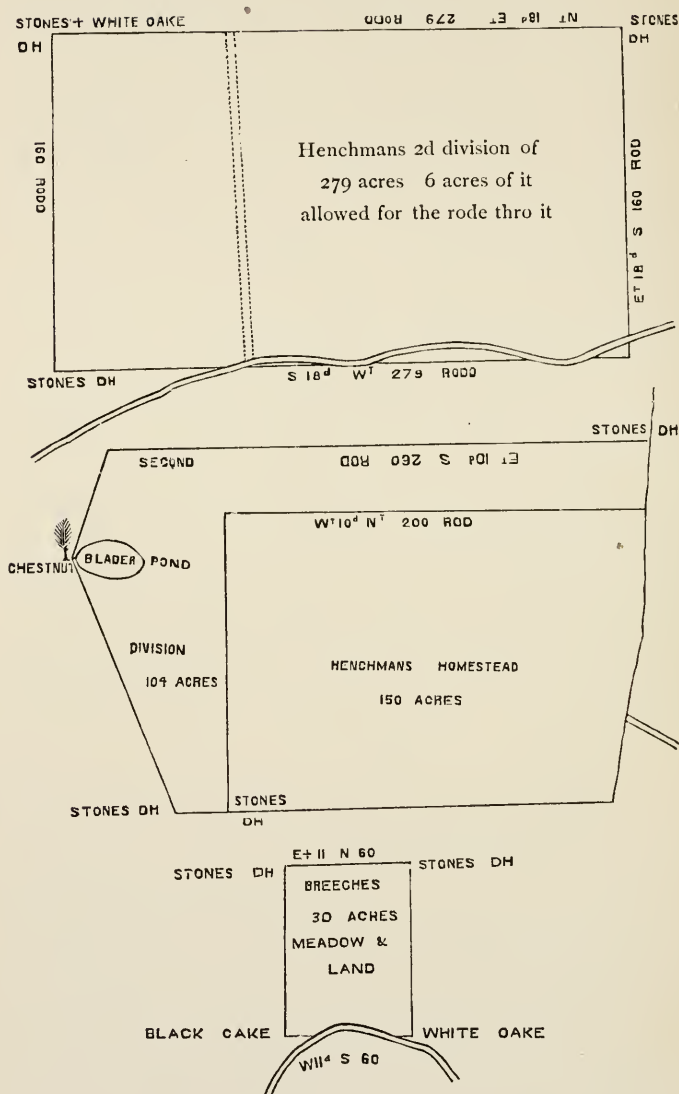 STONES + WHITE OAKE
NT 18d ET 279 RODD
STONES
DH
DH
160 RODD
Henchmans 2d division of
279 acres 6 acres of it
allowed for the rode thro it
ET 18d S 160 ROD
STONES DH
S 18d WT 279 RODD
STONES DH
SECOND
ET 10d S 260 ROD
WT 10d NT 200 ROD
CHESTNUT
BLADER POND
DIVISION
104 ACRES
HENCHMANS HOMESTEAD
150 ACRES
STONES DH
STONES
DH
E+ 11 N 60
STONES DH
STONES DH
BREECHES
30 ACRES
MEADOW &
LAND
BLACK OAKE
WHITE OAKE
W11d S 60